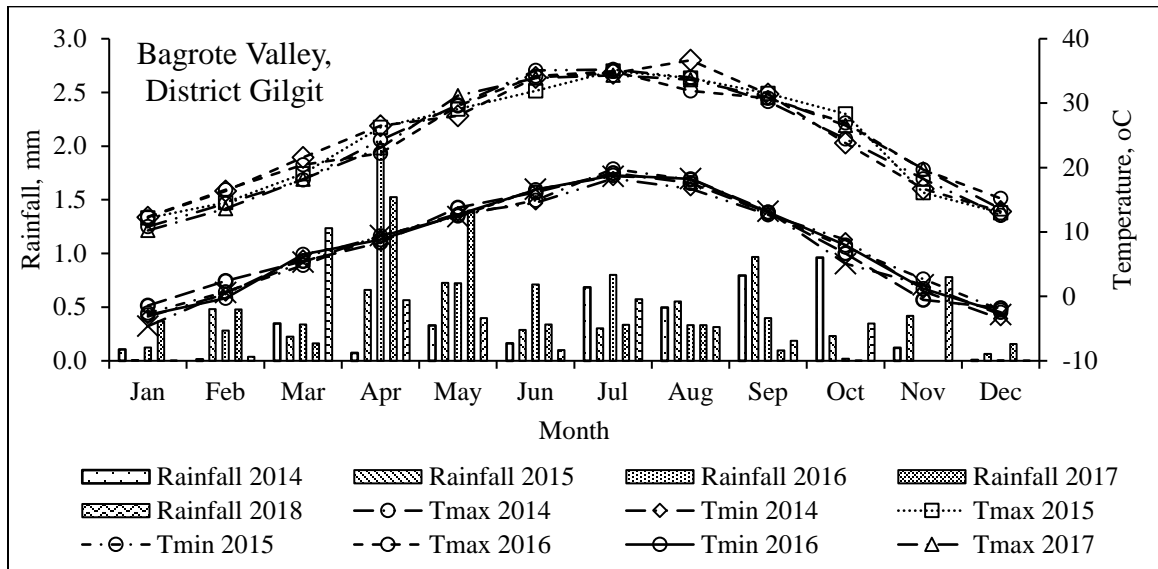 Bagrote Valley,
District Gilgit
Rainfall, mm
3.0
2.5
2.0
1.5
1.0
0.5
0.0
40
30
20
10
0
-10
Temperature, oC
Jan Feb Mar Apr May Jun Jul Aug Sep Oct Nov Dec
Month
Rainfall 2014 Rainfall 2015 Rainfall 2016 Rainfall 2017
Rainfall 2018 Tmax 2014 Tmin 2014 Tmax 2015
Tmin 2015 Tmax 2016 Tmin 2016 Tmax 2017